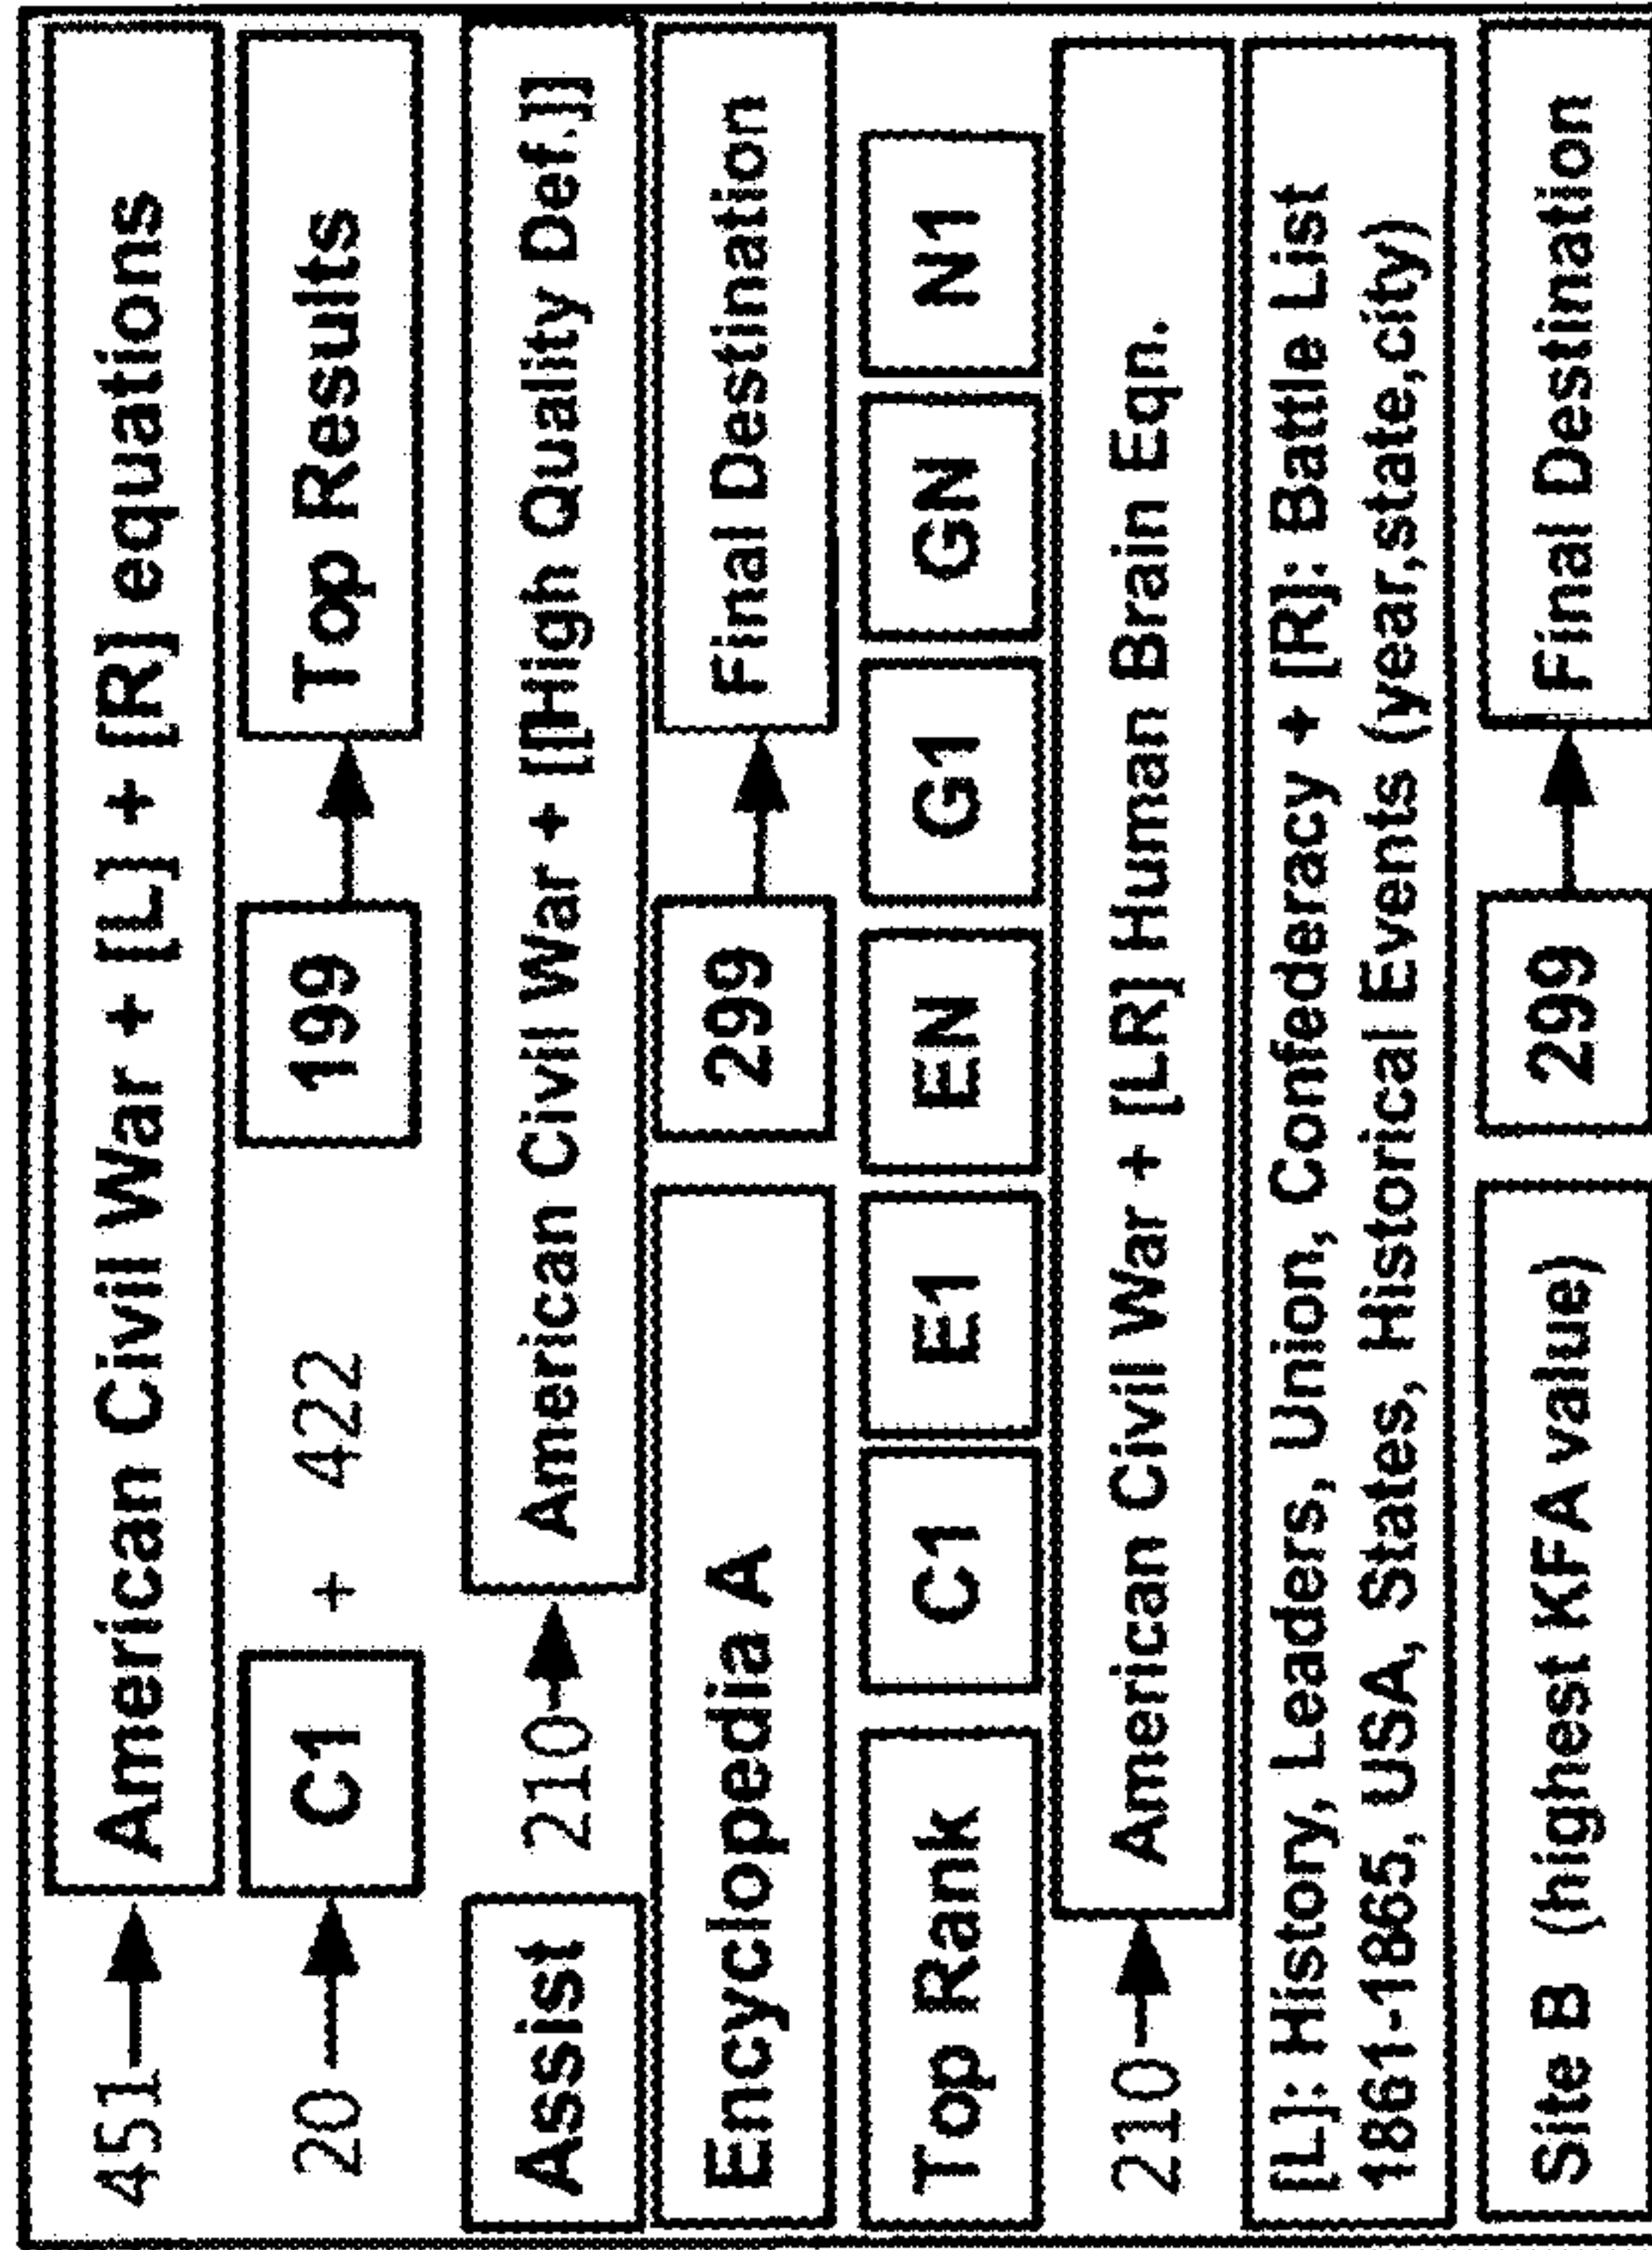 451 American Civil War + [L] + [R] equations
20 C1 + 422 199 Top Results
Assist 210 American Civil War + [[High Quality Def.]]
Encyclopedia A 299 Final Destination
Top Rank C1 E1 EN G1 GN N1
210 American Civil War + [LR] Human Brain Eqn.
[L]: History, Leaders, Union, Confederacy + [R]: Battle List
1861-1865, USA, States, Historical Events (year,state,city)
Site B (highest KFA value) 299 Final Destination